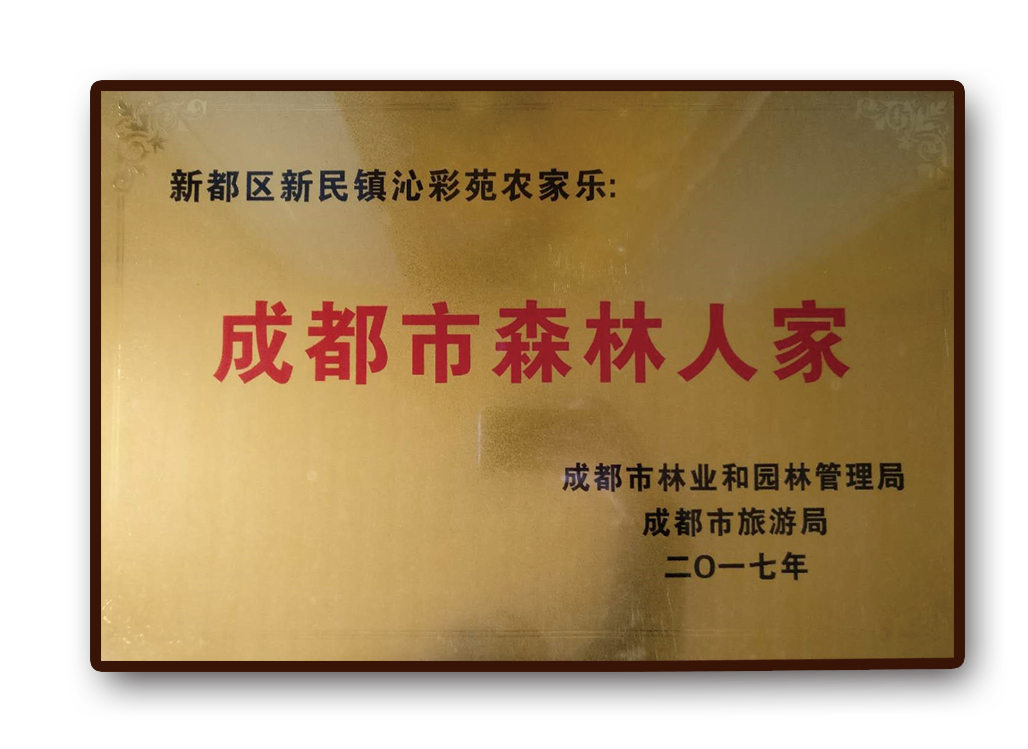 新都区新民镇沁彩苑农家乐:
成都市森林人家
成都市林业和园林管理局
成都市旅游局
二O一七年